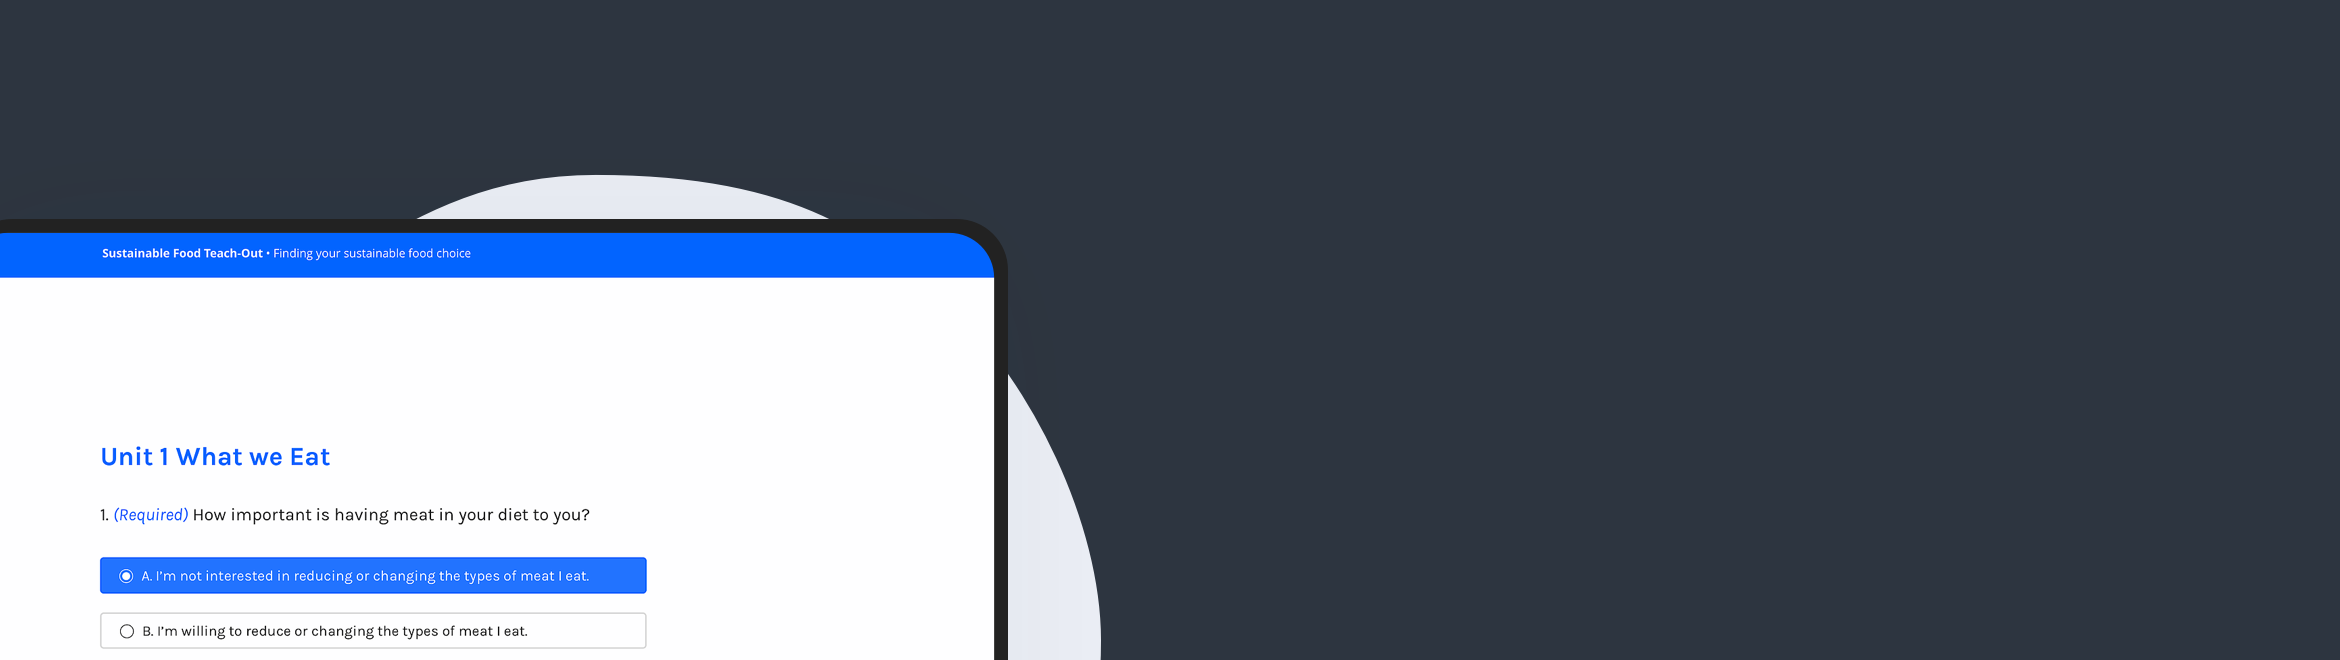 Sustainable Food Teach-Out • Finding your sustainable food choice
Unit 1 What we Eat
1. (Required) How important is having meat in your diet to you?
A. I'm not interested in reducing or changing the types of meat I eat.
B. I'm willing to reduce or changing the types of meat I eat.